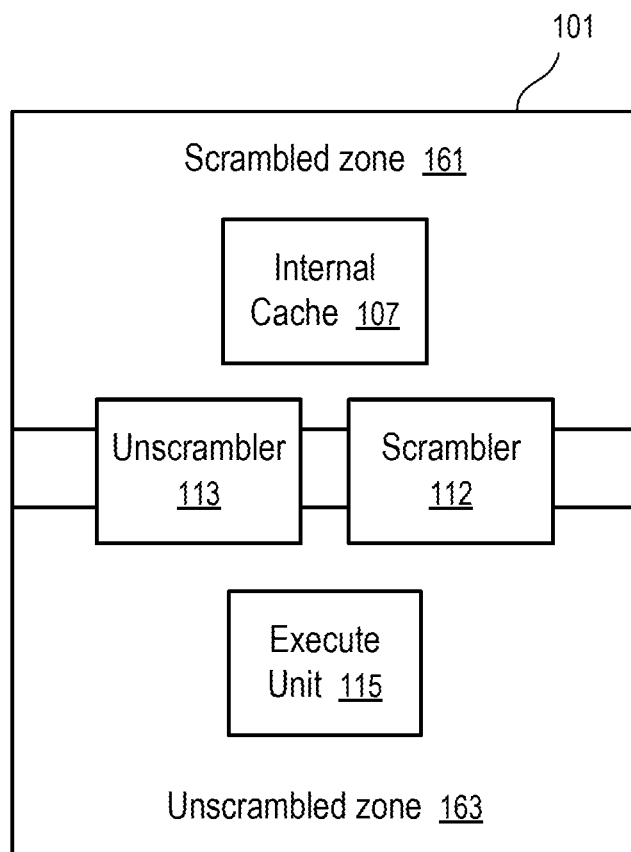 101
Scrambled zone 161
Internal
Cache 107
Unscrambler
113
Scrambler
112
Execute
Unit 115
Unscrambled zone 163